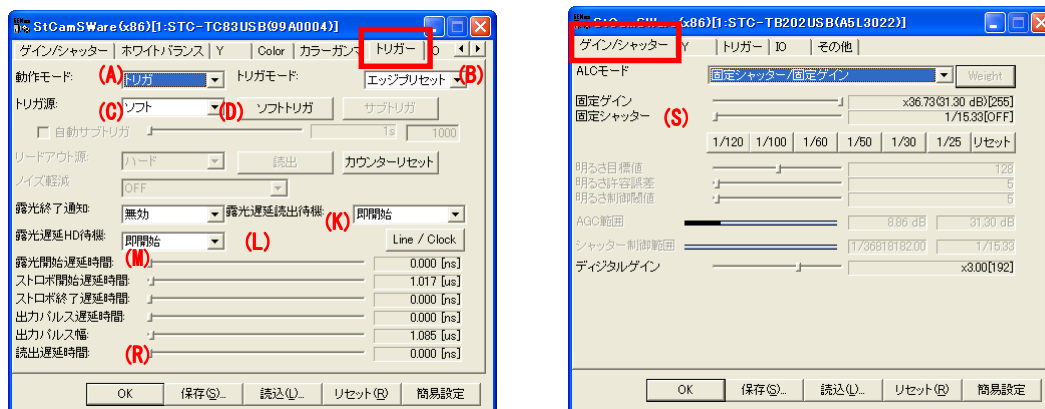 StCamSWare(x86)[1:STC-TC83USB(99A0004)]
ゲイン/シャッター ホワイトバランス Y Color カラーガンマ トリガー IO
動作モード: (A) トリガ トリガモード: エッジプリセット (B)
トリガ源: (C) ソフト (D) ソフトトリガ サブトリガ
自動サブトリガ 1s 1000
リードアウト源: ハード 読出 カウンターリセット
ノイズ軽減 OFF
露光終了通知: 無効 露光遅延読出待機: (K) 即開始
露光遅延HD待機: 即開始 (L) Line / Clock
露光開始遅延時間: (M) 0.000 [ns]
ストロボ開始遅延時間: 1.017 [us]
ストロボ終了遅延時間: 0.000 [ns]
出力パルス遅延時間: 0.000 [ns]
出力パルス幅: 1.085 [us]
読出遅延時間: (R) 0.000 [ns]
OK 保存(S)... 読込(L)... リセット(R) 簡易設定
(x86)[1:STC-TB202USB(A5L3022)]
ゲイン/シャッター Y トリガー IO その他
ALCモード 固定シャッター/固定ゲイン Weight
固定ゲイン x36.73(31.30 dB)[255]
固定シャッター (S) 1/15.33[OFF]
1/120 1/100 1/60 1/50 1/30 1/25 リセット
明るさ目標値 128
明るさ許容誤差 5
明るさ制御閾値 5
AGC範囲 8.86 dB 31.30 dB
シャッター制御範囲 1/36818182.00 1/15.33
ディジタルゲイン x3.00[192]
OK 保存(S)... 読込(L)... リセット(R) 簡易設定